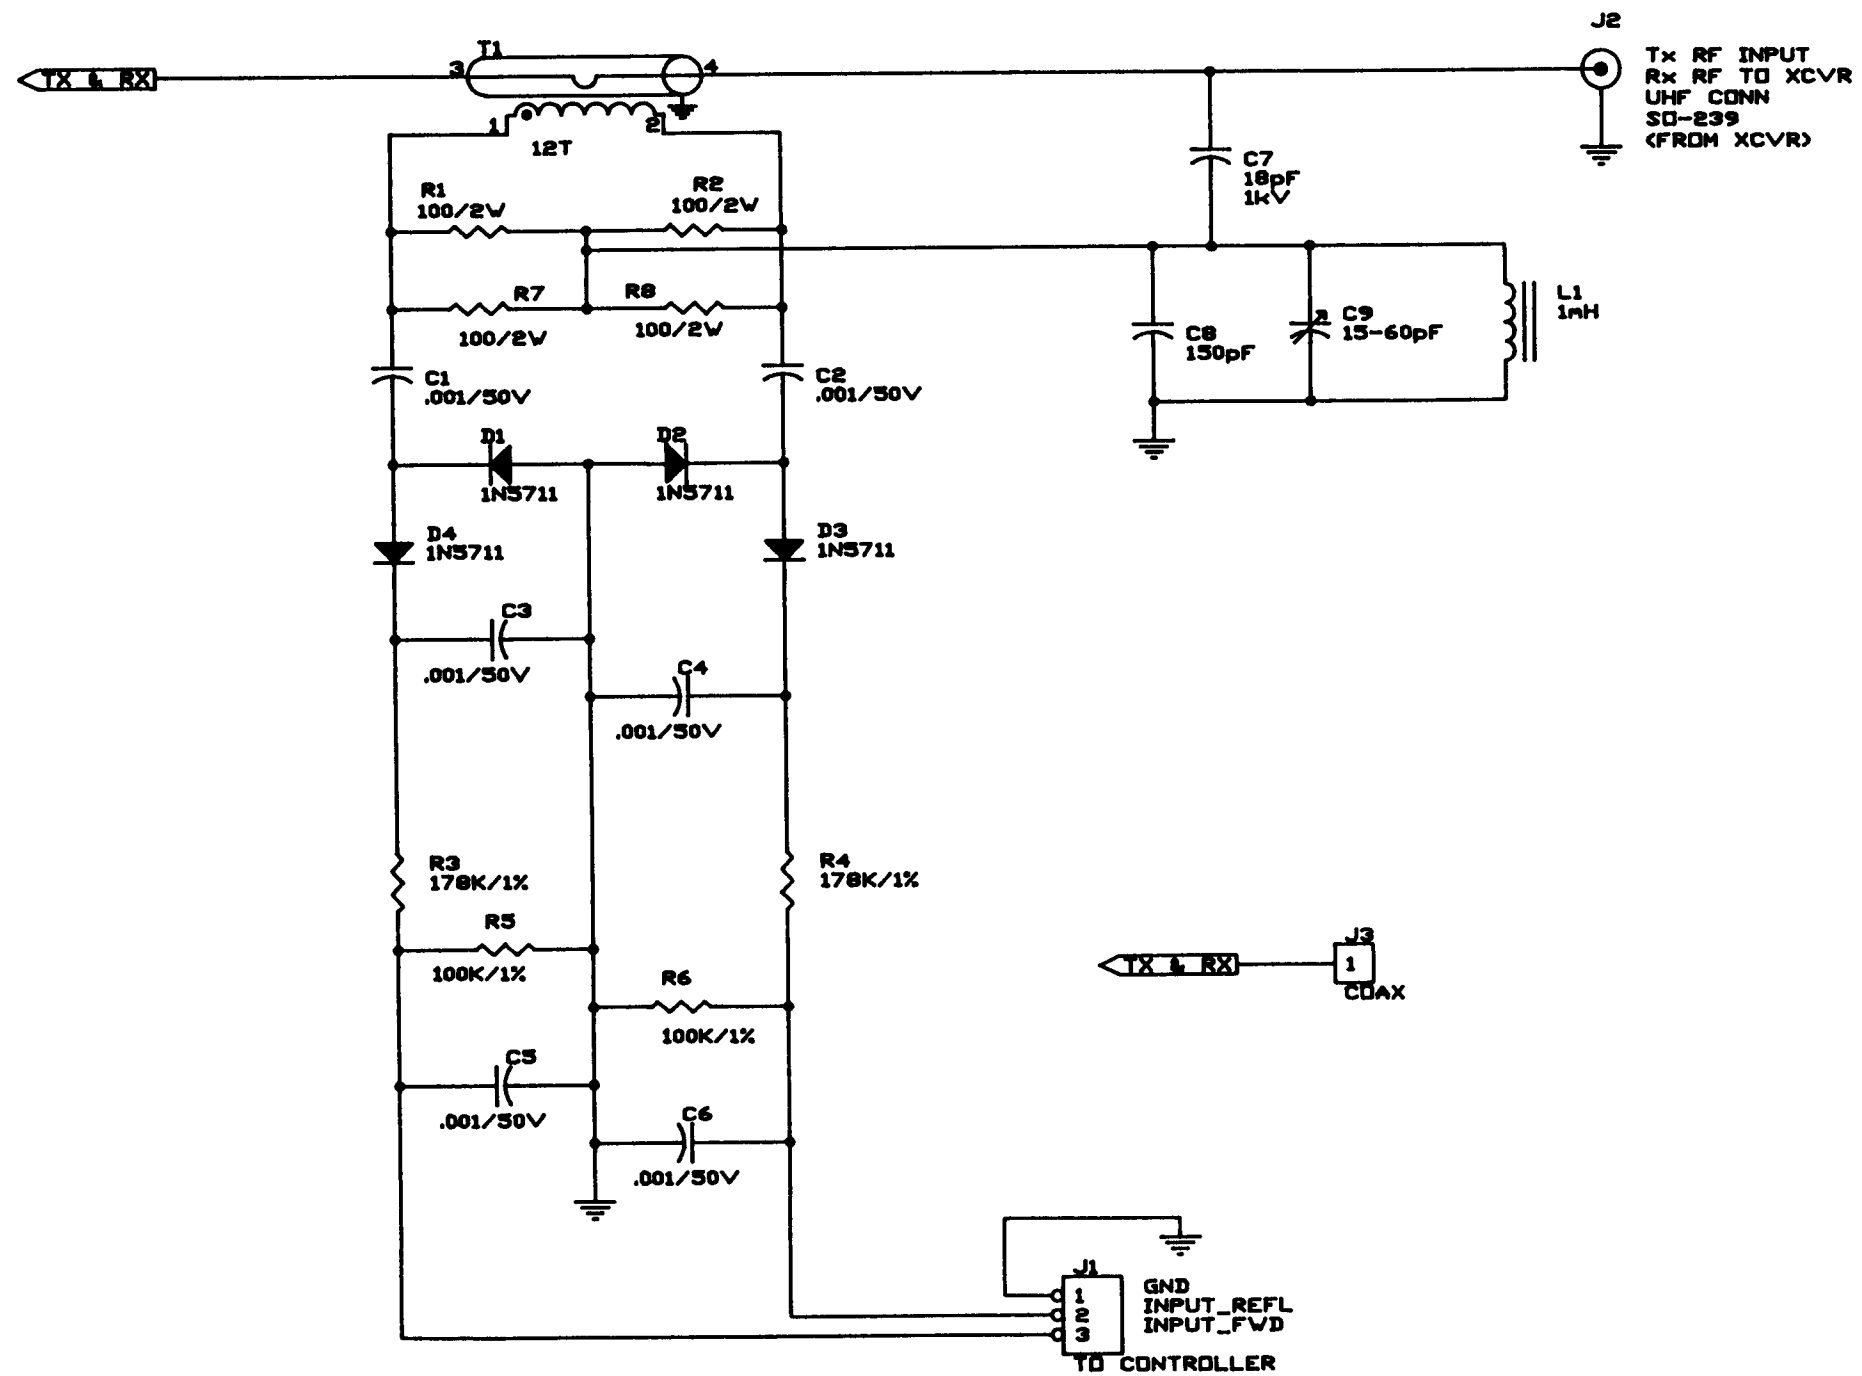 J2
Tx RF INPUT
Rx RF TO XCVR
UHF CONN
SO-239
(FROM XCVR)
T1
3
4
TX & RX
1
2
12T
C7
18pF
1kV
R1
100/2W
R2
100/2W
R7
100/2W
R8
100/2W
L1
1mH
C8
150pF
C9
15-60pF
C1
.001/50V
C2
.001/50V
D1
1N5711
D2
1N5711
D4
1N5711
D3
1N5711
C3
.001/50V
C4
.001/50V
R3
178K/1%
R4
178K/1%
R5
100K/1%
R6
100K/1%
J3
TX & RX
1
COAX
C5
.001/50V
C6
.001/50V
J1
1
GND
2
INPUT_REFL
3
INPUT_FWD
TO CONTROLLER